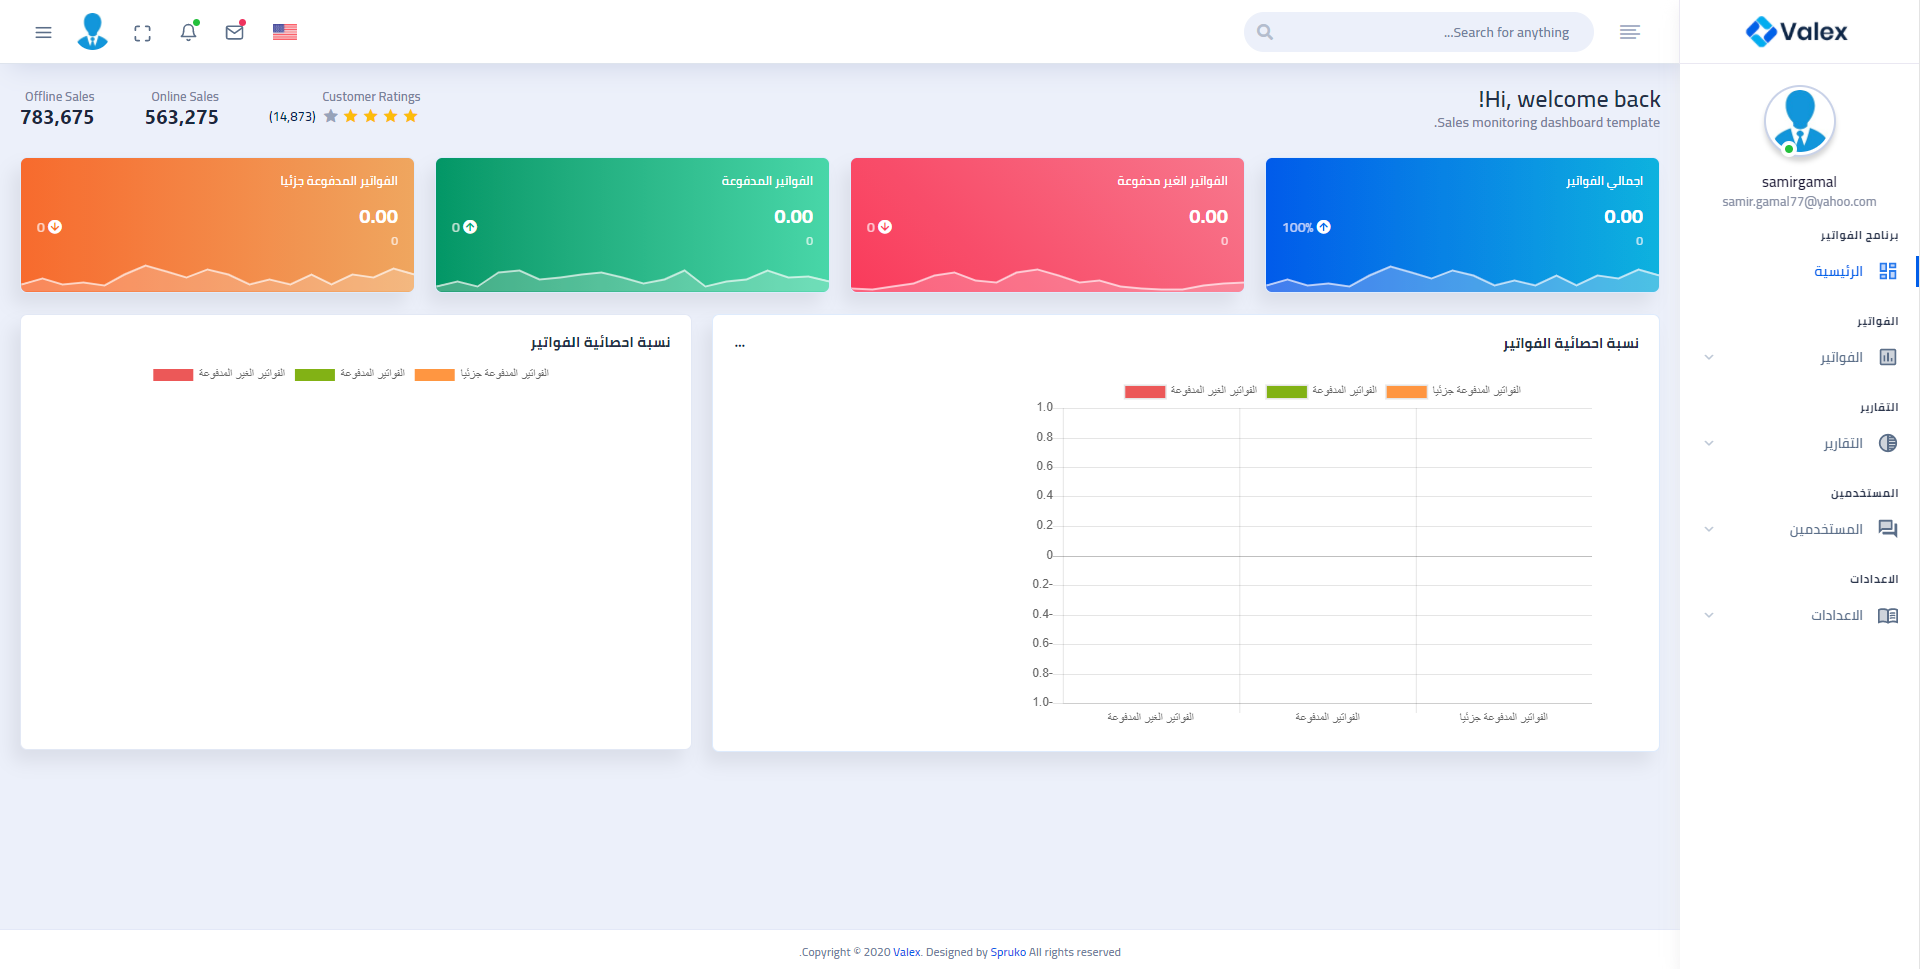 Valex
Search for anything...
samirgamal
samir.gamal77@yahoo.com
برنامج الفواتير
الرئيسية
الفواتير
الفواتير
التقارير
التقارير
المستخدمين
المستخدمين
الاعدادات
الاعدادات
Hi, welcome back!
Sales monitoring dashboard template.
Customer Ratings
(14,873)
Online Sales
563,275
Offline Sales
783,675
اجمالي الفواتير
0.00
0
100%
الفواتير الغير مدفوعة
0.00
0
0
الفواتير المدفوعة
0.00
0
0
الفواتير المدفوعة جزئيا
0.00
0
0
نسبة احصائية الفواتير
...
الفواتير الغير المدفوعة
الفواتير المدفوعة
الفواتير المدفوعة جزئيا
1.0
0.8
0.6
0.4
0.2
0
0.2-
0.4-
0.6-
0.8-
1.0-
الفواتير الغير المدفوعة
الفواتير المدفوعة
الفواتير المدفوعة جزئيا
نسبة احصائية الفواتير
الفواتير الغير المدفوعة
الفواتير المدفوعة
الفواتير المدفوعة جزئيا
Copyright © 2020 Valex. Designed by Spruko All rights reserved.